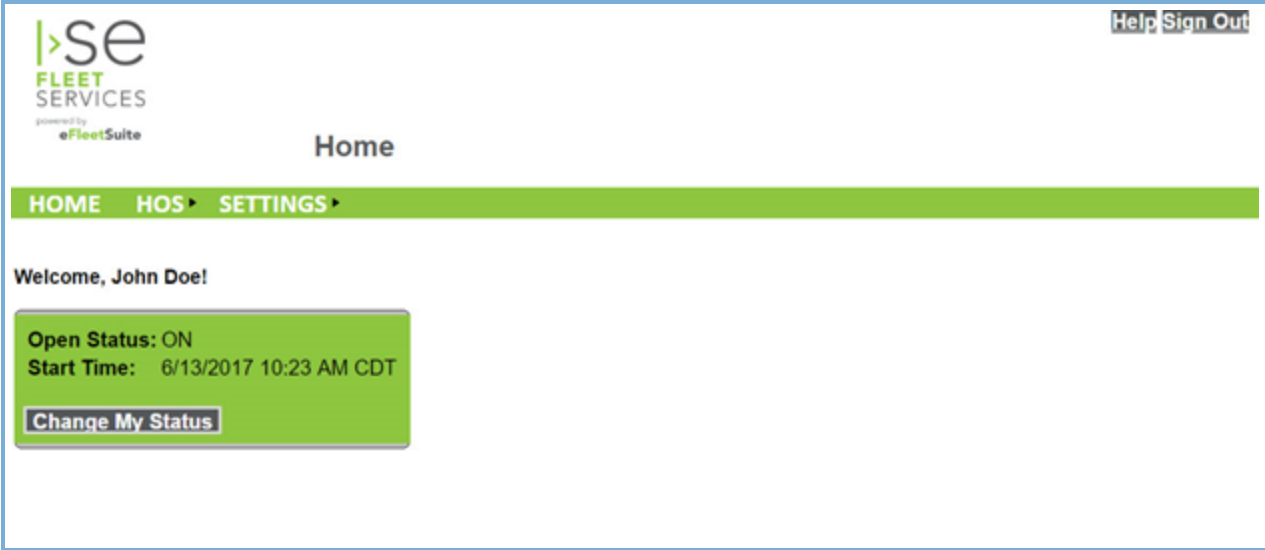 Help Sign Out
ISE
FLEET
SERVICES
powered by
eFleetSuite
Home
HOME HOS SETTINGS
Welcome, John Doe!
Open Status: ON
Start Time: 6/13/2017 10:23 AM CDT
Change My Status